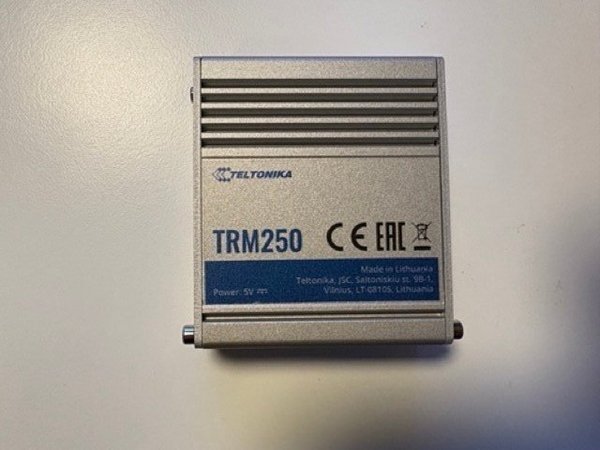 TELTONIKA
TRM250 CE EAC
Made in Lithuania
Teltonika, JSC, Saltoniskiu st. 9B-1,
Power: 5V ⎓ Vilnius, LT-08105, Lithuania